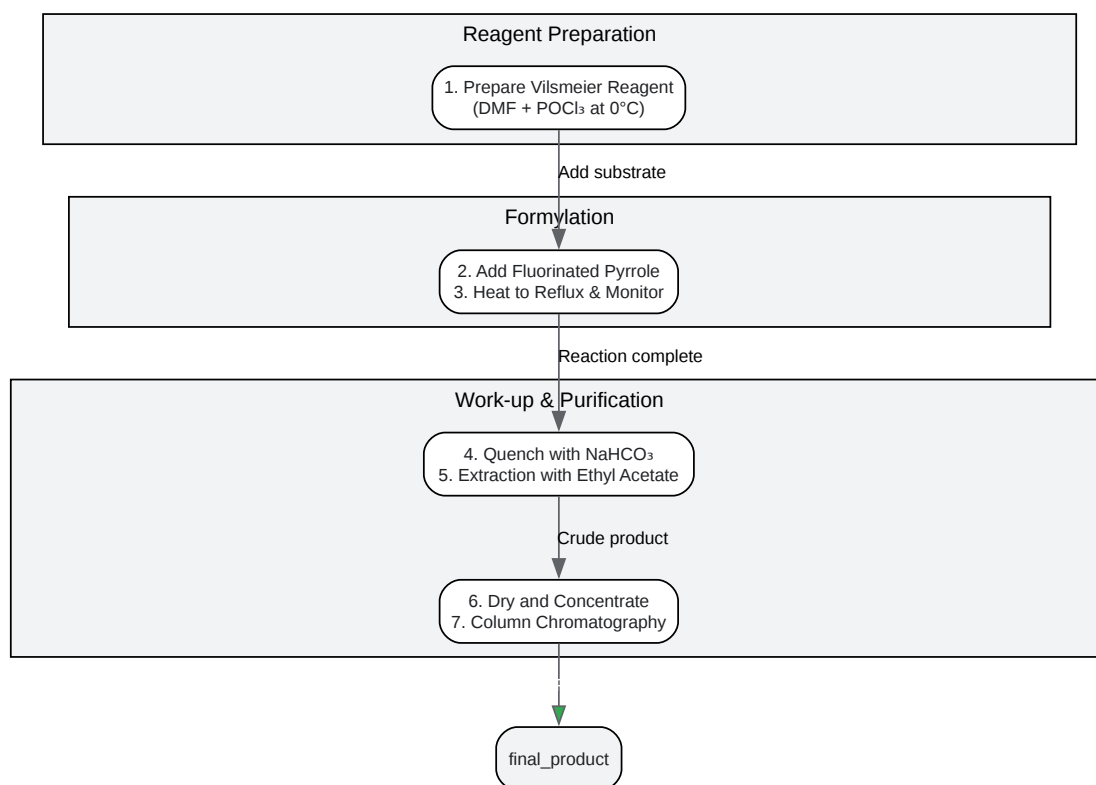 Reagent Preparation
1. Prepare Vilsmeier Reagent
(DMF + POCl₃ at 0°C)
Add substrate
Formylation
2. Add Fluorinated Pyrrole
3. Heat to Reflux & Monitor
Reaction complete
Work-up & Purification
4. Quench with NaHCO₃
5. Extraction with Ethyl Acetate
Crude product
6. Dry and Concentrate
7. Column Chromatography
final_product